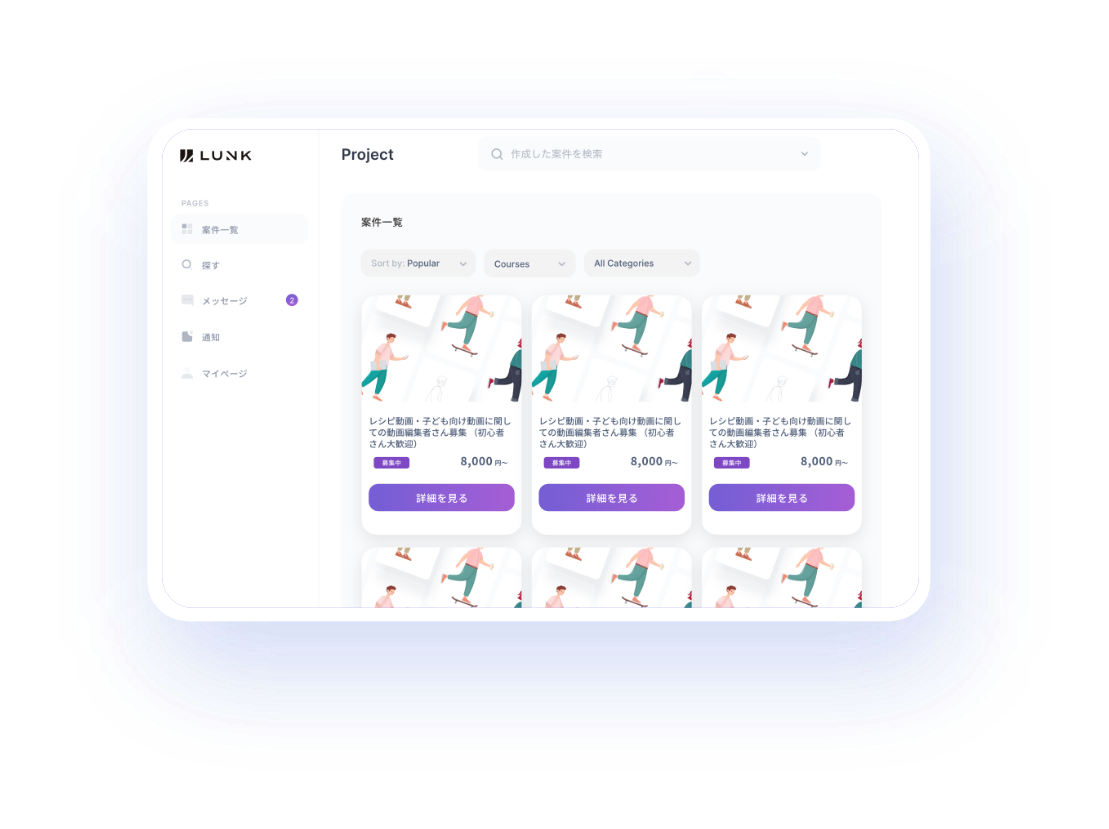 LUNK
Project
作成した案件を検索
PAGES
案件一覧
探す
メッセージ
2
通知
マイページ
案件一覧
Sort by: Popular
Courses
All Categories
レシピ動画・子ども向け動画に関し
ての動画編集者さん募集 (初心者
さん大歓迎)
募集中
8,000 円~
詳細を見る
レシピ動画・子ども向け動画に関し
ての動画編集者さん募集 (初心者
さん大歓迎)
募集中
8,000 円~
詳細を見る
レシピ動画・子ども向け動画に関し
ての動画編集者さん募集 (初心者
さん大歓迎)
募集中
8,000 円~
詳細を見る